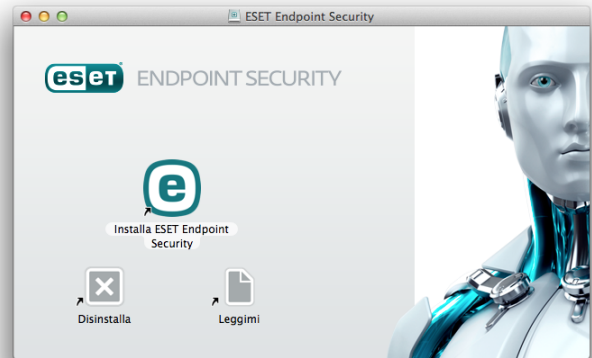 ESET Endpoint Security
eset ENDPOINT SECURITY
e
Installa ESET Endpoint
Security
Disinstalla
Leggimi